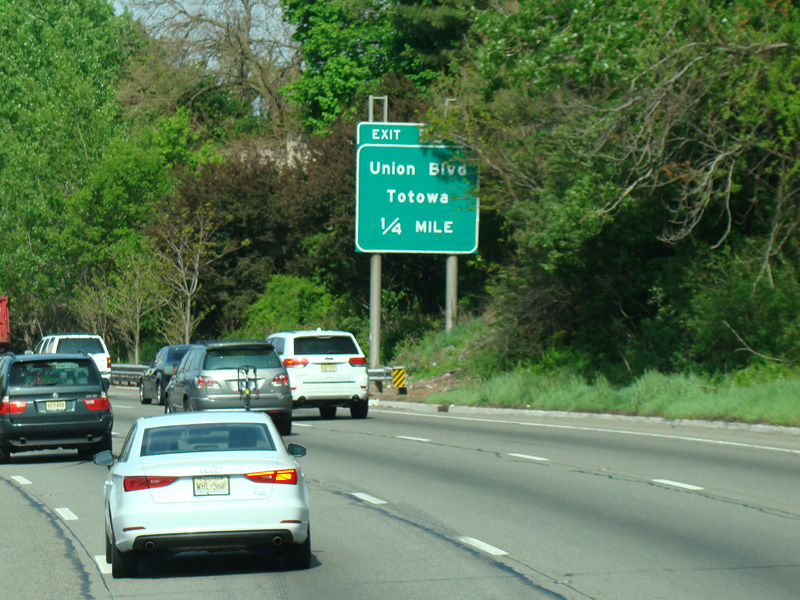 EXIT
Union Blvd
Totowa
1/4 MILE